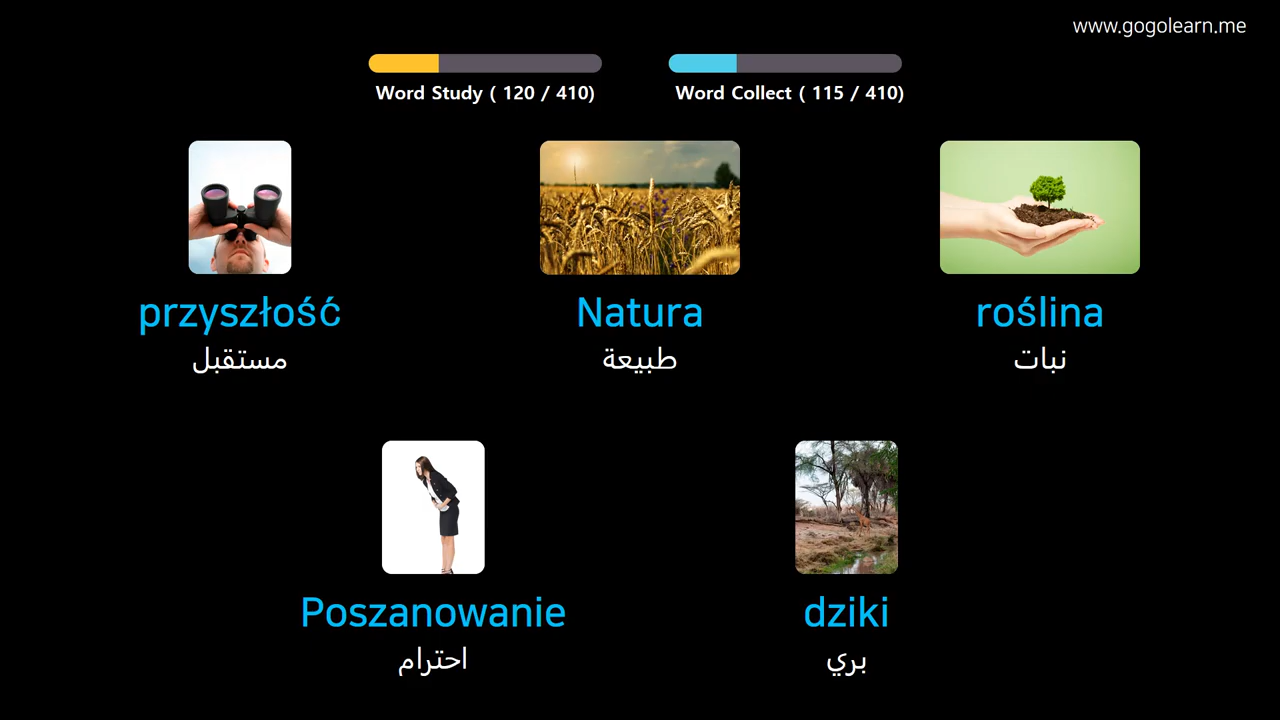 www.gogolearn.me
Word Study ( 120 / 410)
Word Collect ( 115 / 410)
przyszłość
مستقبل
Natura
طبيعة
roślina
نبات
Poszanowanie
احترام
dziki
بري